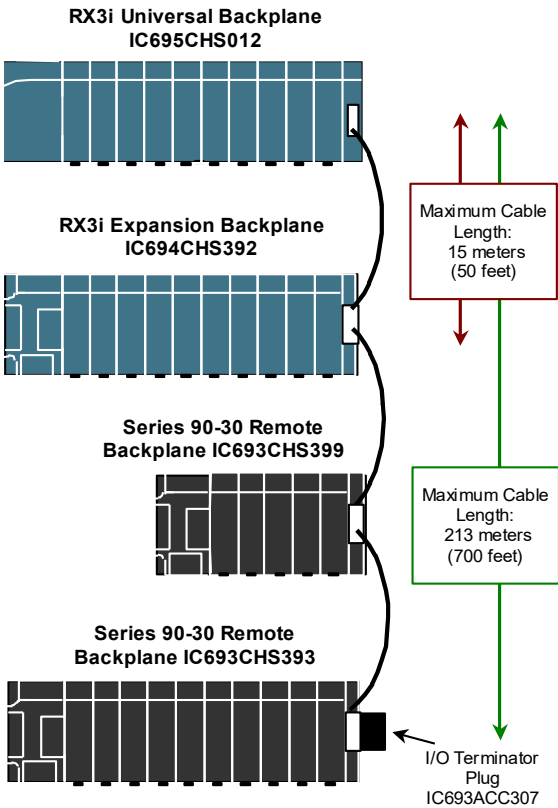 RX3i Universal Backplane
IC695CHS012
RX3i Expansion Backplane
IC694CHS392
Maximum Cable
Length:
15 meters
(50 feet)
Series 90-30 Remote
Backplane IC693CHS399
Maximum Cable
Length:
213 meters
(700 feet)
Series 90-30 Remote
Backplane IC693CHS393
I/O Terminator
Plug
IC693ACC307